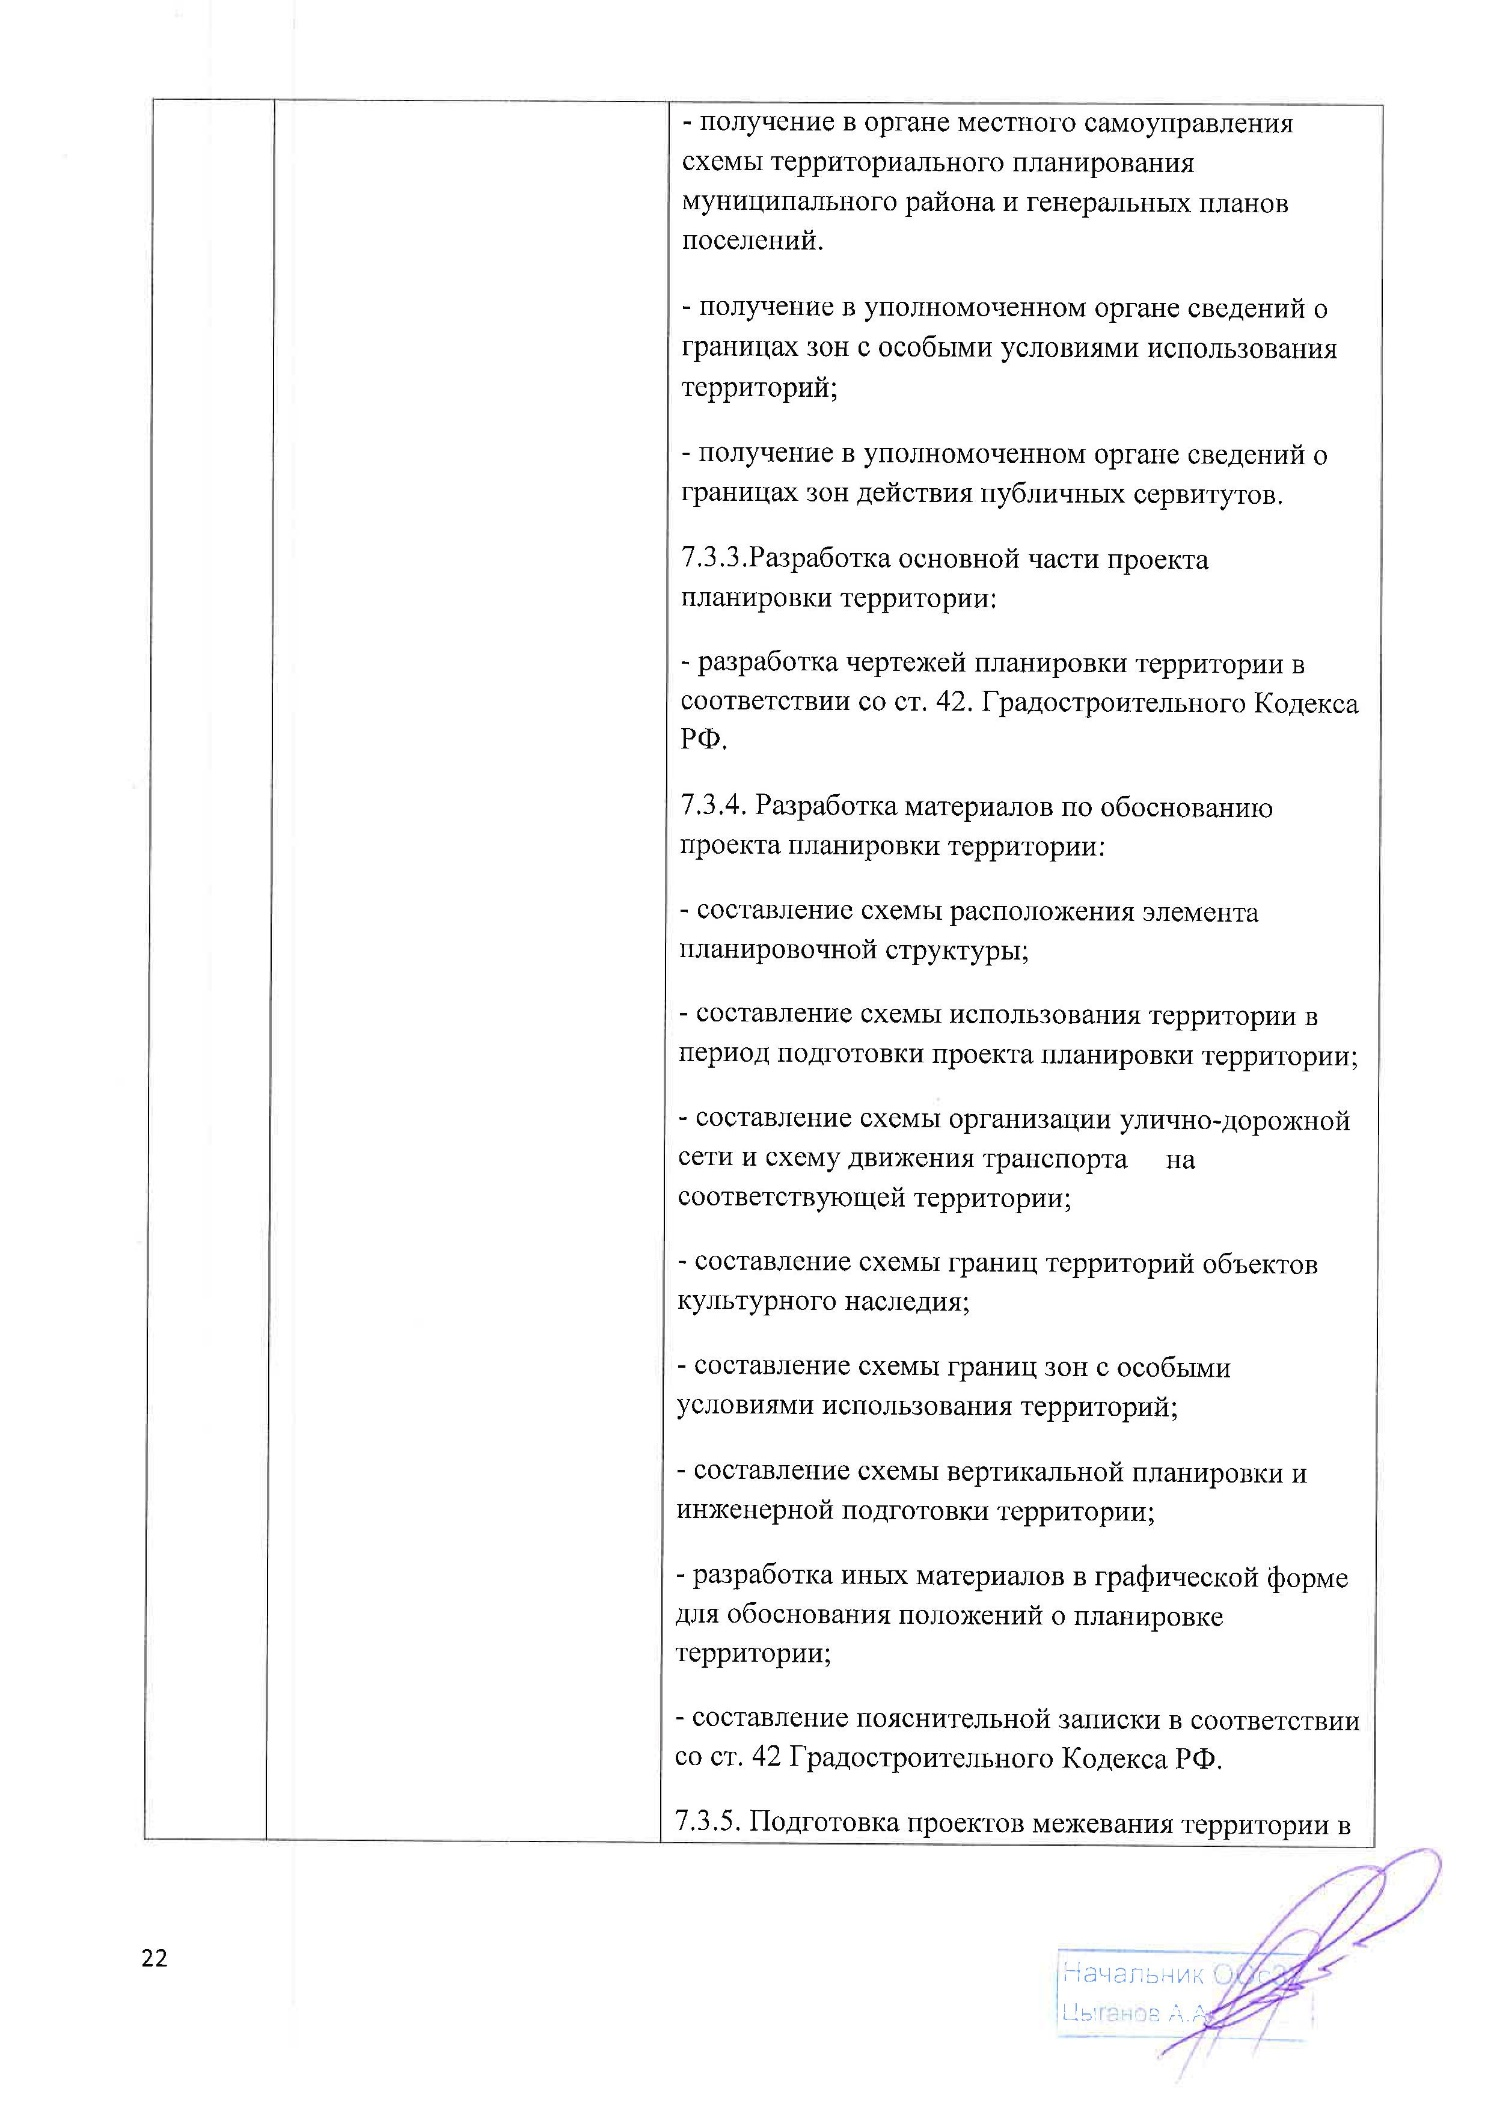 - получение в органе местного самоуправления
схемы территориального планирования
муниципального района и генеральных планов
поселений.
- получение в уполномоченном органе сведений о
границах зон с особыми условиями использования
территорий;
- получение в уполномоченном органе сведений о
границах зон действия публичных сервитутов.
7.3.3.Разработка основной части проекта
планировки территории:
- разработка чертежей планировки территории в
соответствии со ст. 42. Градостроительного Кодекса
РФ.
7.3.4. Разработка материалов по обоснованию
проекта планировки территории:
- составление схемы расположения элемента
планировочной структуры;
- составление схемы использования территории в
период подготовки проекта планировки территории;
- составление схемы организации улично-дорожной
сети и схему движения транспорта на
соответствующей территории;
- составление схемы границ территорий объектов
культурного наследия;
- составление схемы границ зон с особыми
условиями использования территорий;
- составление схемы вертикальной планировки и
инженерной подготовки территории;
- разработка иных материалов в графической форме
для обоснования положений о планировке
территории;
- составление пояснительной записки в соответствии
со ст. 42 Градостроительного Кодекса РФ.
7.3.5. Подготовка проектов межевания территории в
22
Начальник
Цыганов А.А